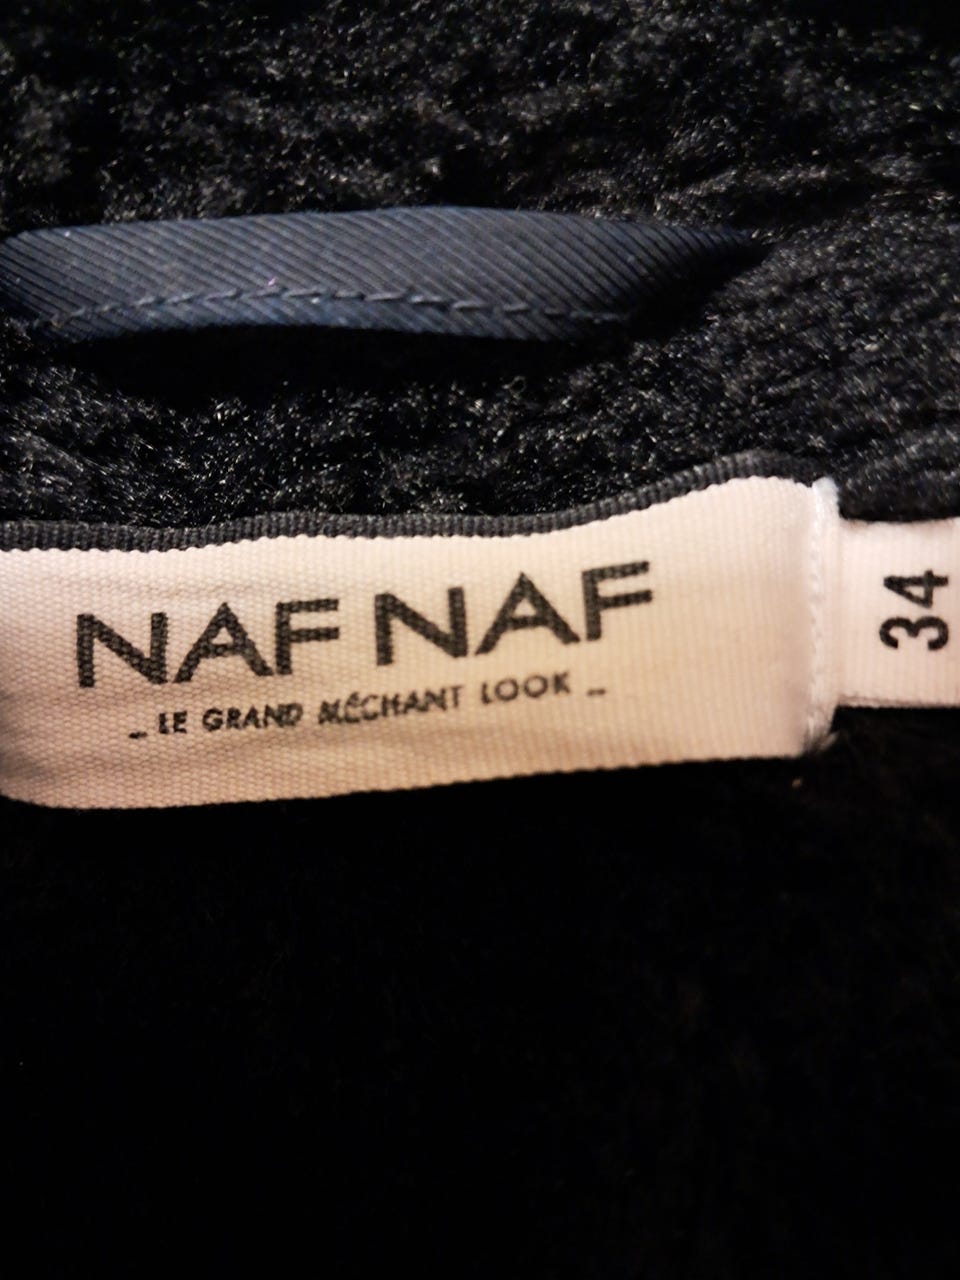 NAF NAF
_ LE GRAND MÉCHANT LOOK _
34